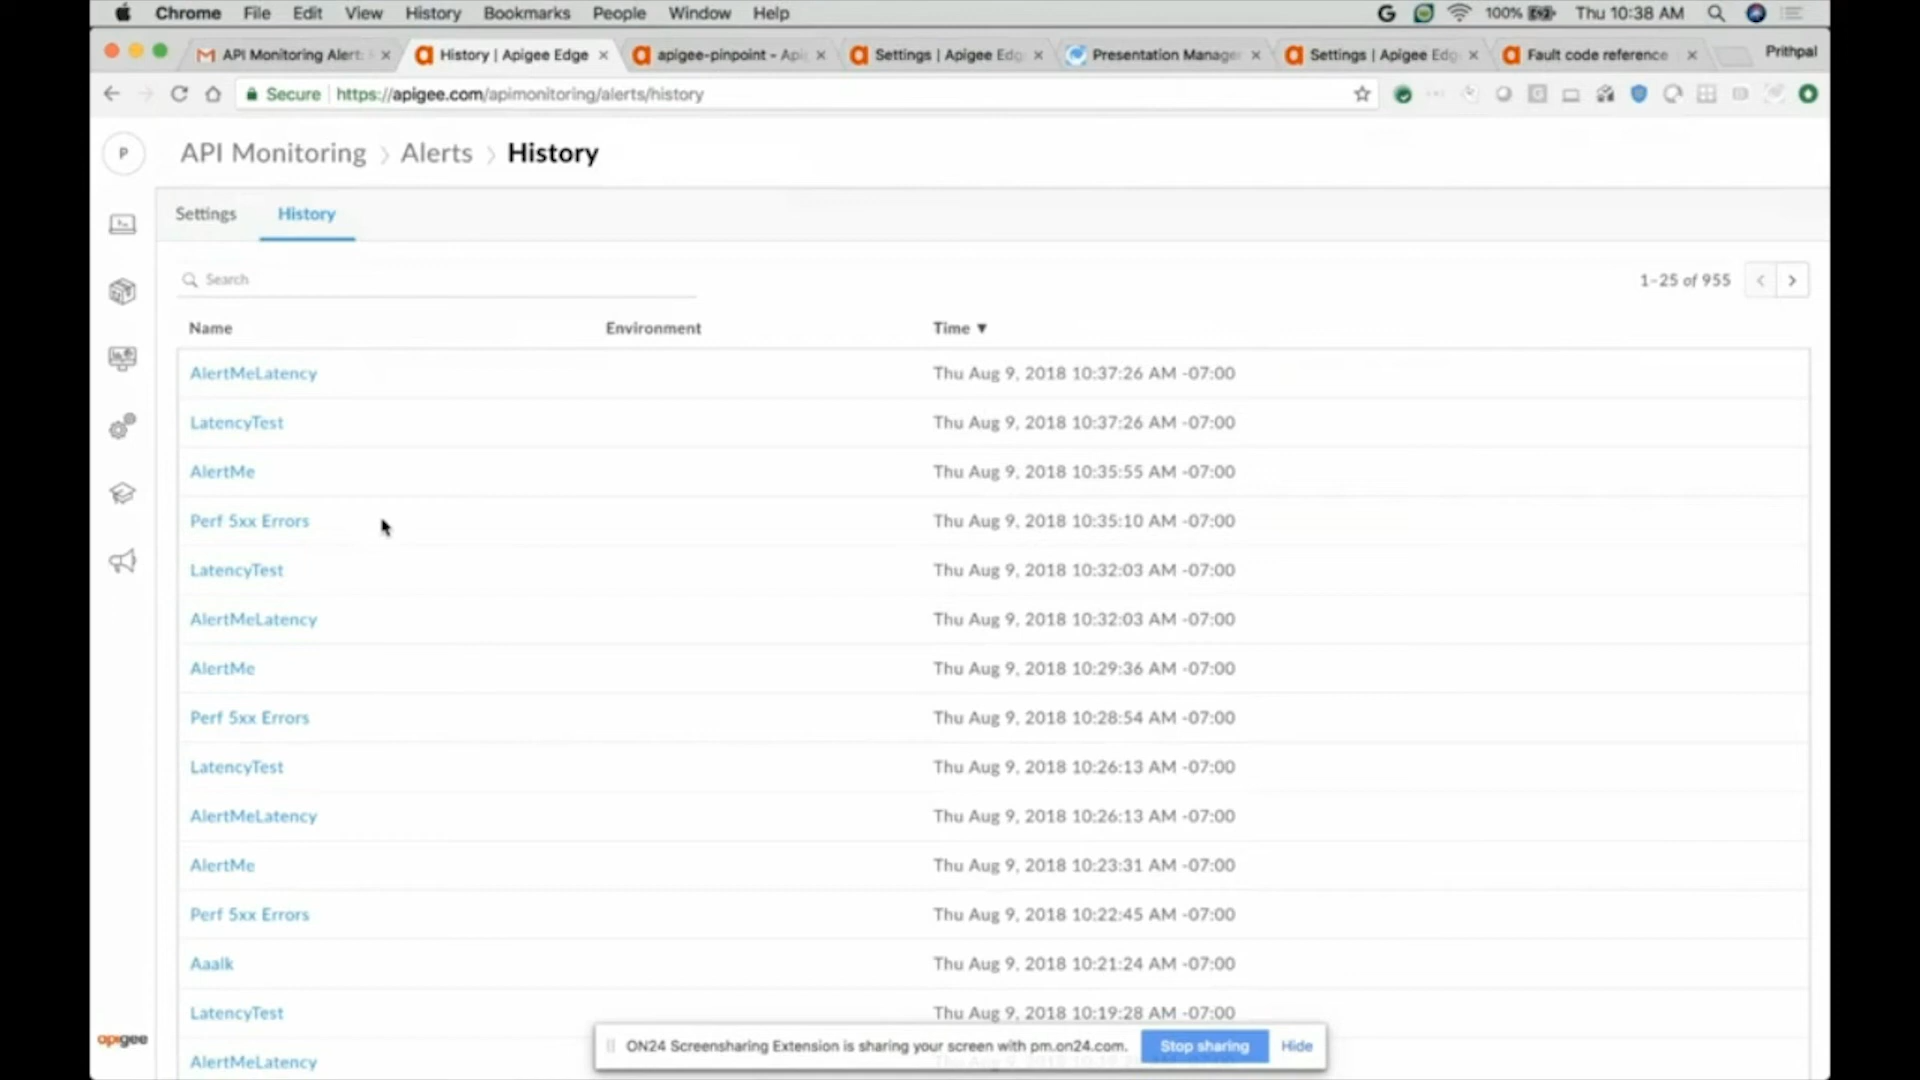 Chrome File Edit View History Bookmarks People Window Help 100% Thu 10:38 AM
API Monitoring Alert: History | Apigee Edge apigee-pinpoint - Api Settings | Apigee Edg Presentation Manage Settings | Apigee Edg Fault code reference Prithpal
Secure https://apigee.com/apimonitoring/alerts/history
P API Monitoring Alerts History
Settings History
Search 1-25 of 955
Name Environment Time ▼
AlertMeLatency Thu Aug 9, 2018 10:37:26 AM -07:00
LatencyTest Thu Aug 9, 2018 10:37:26 AM -07:00
AlertMe Thu Aug 9, 2018 10:35:55 AM -07:00
Perf 5xx Errors Thu Aug 9, 2018 10:35:10 AM -07:00
LatencyTest Thu Aug 9, 2018 10:32:03 AM -07:00
AlertMeLatency Thu Aug 9, 2018 10:32:03 AM -07:00
AlertMe Thu Aug 9, 2018 10:29:36 AM -07:00
Perf 5xx Errors Thu Aug 9, 2018 10:28:54 AM -07:00
LatencyTest Thu Aug 9, 2018 10:26:13 AM -07:00
AlertMeLatency Thu Aug 9, 2018 10:26:13 AM -07:00
AlertMe Thu Aug 9, 2018 10:23:31 AM -07:00
Perf 5xx Errors Thu Aug 9, 2018 10:22:45 AM -07:00
Aaalk Thu Aug 9, 2018 10:21:24 AM -07:00
LatencyTest Thu Aug 9, 2018 10:19:28 AM -07:00
apigee ON24 Screensharing Extension is sharing your screen with pm.on24.com. Stop sharing Hide
AlertMeLatency